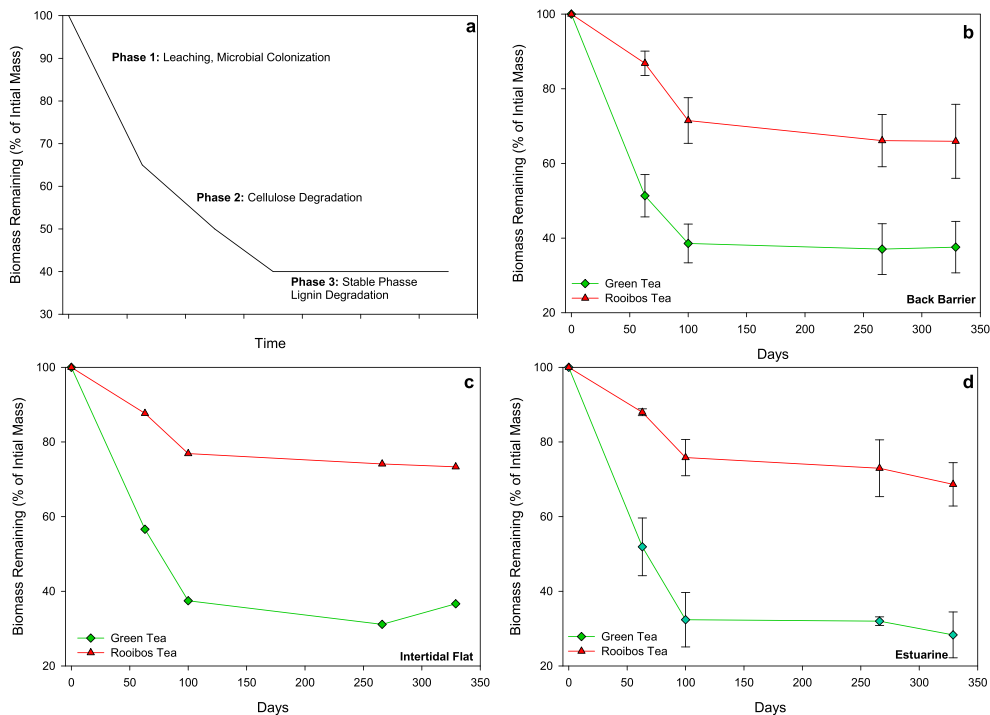 a
100
90
80
70
60
50
40
30
Biomass Remaining (% of Intial Mass)
Phase 1: Leaching, Microbial Colonization
Phase 2: Cellulose Degradation
Phase 3: Stable Phasse
Lignin Degradation
Time
b
100
80
60
40
20
Biomass Remaining (% of Intial Mass)
Green Tea
Rooibos Tea
Back Barrier
0 50 100 150 200 250 300 350
Days
c
100
80
60
40
20
Biomass Remaining (% of Intial Mass)
Green Tea
Rooibos Tea
Intertidal Flat
0 50 100 150 200 250 300 350
Days
d
100
80
60
40
20
Biomass Remaining (% of Intial Mass)
Green Tea
Rooibos Tea
Estuarine
0 50 100 150 200 250 300 350
Days